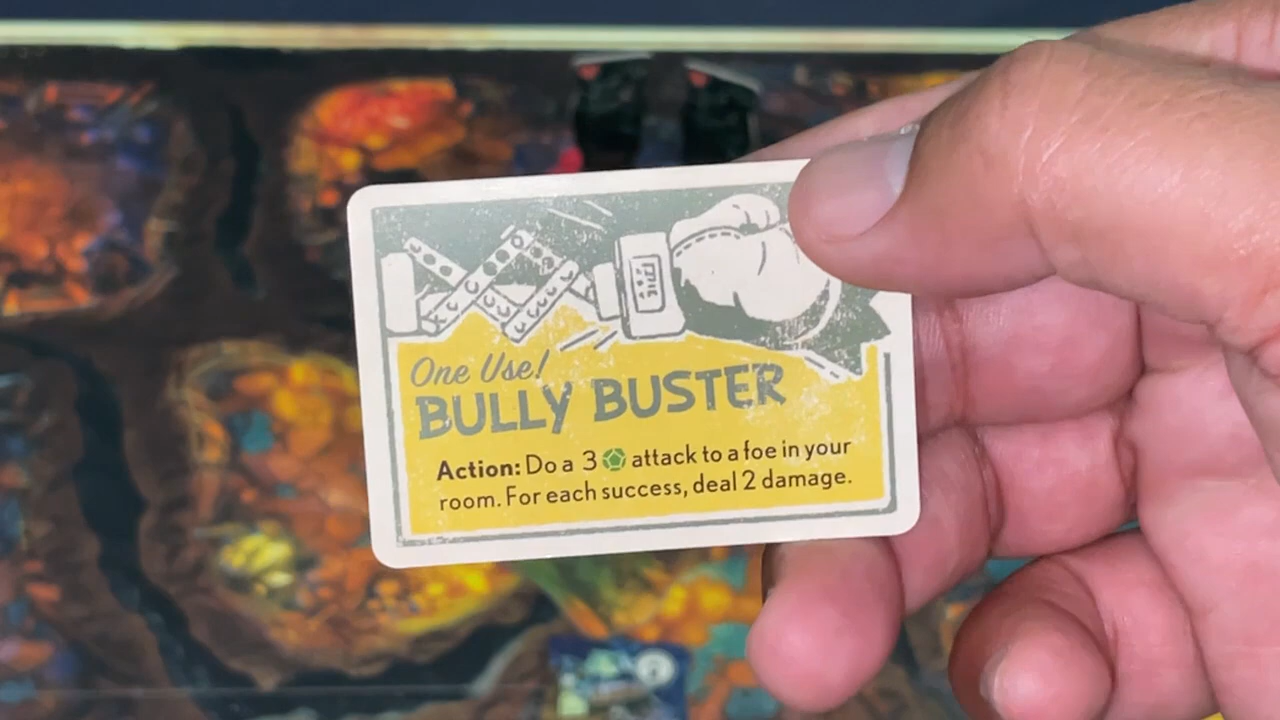 One Use!
BULLY BUSTER
Action: Do a 3 attack to a foe in your
room. For each success, deal 2 damage.